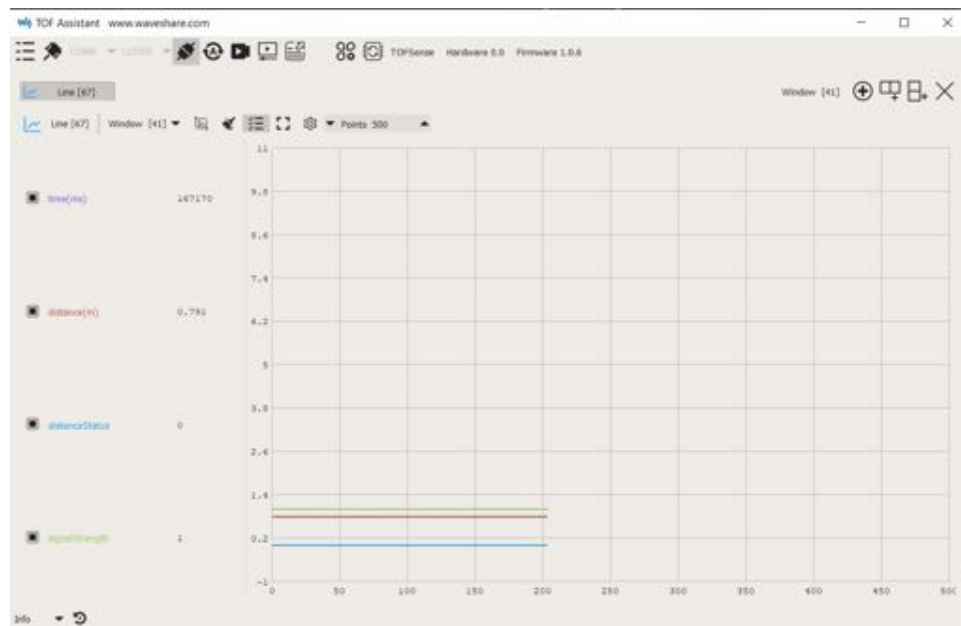 TOF Assistant www.waveshare.com
TOFSense Hardware 0.0 Firmware 1.0.6
Line [67]
Window [41]
Line [67] Window [41] Points 500
time(ms) 167170
distance(m) 0.791
distanceStatus 0
signalStrength 1
11
9.8
8.6
7.4
6.2
5
3.8
2.6
1.4
0.2
-1
0 50 100 150 200 250 300 350 400 450 500
Info